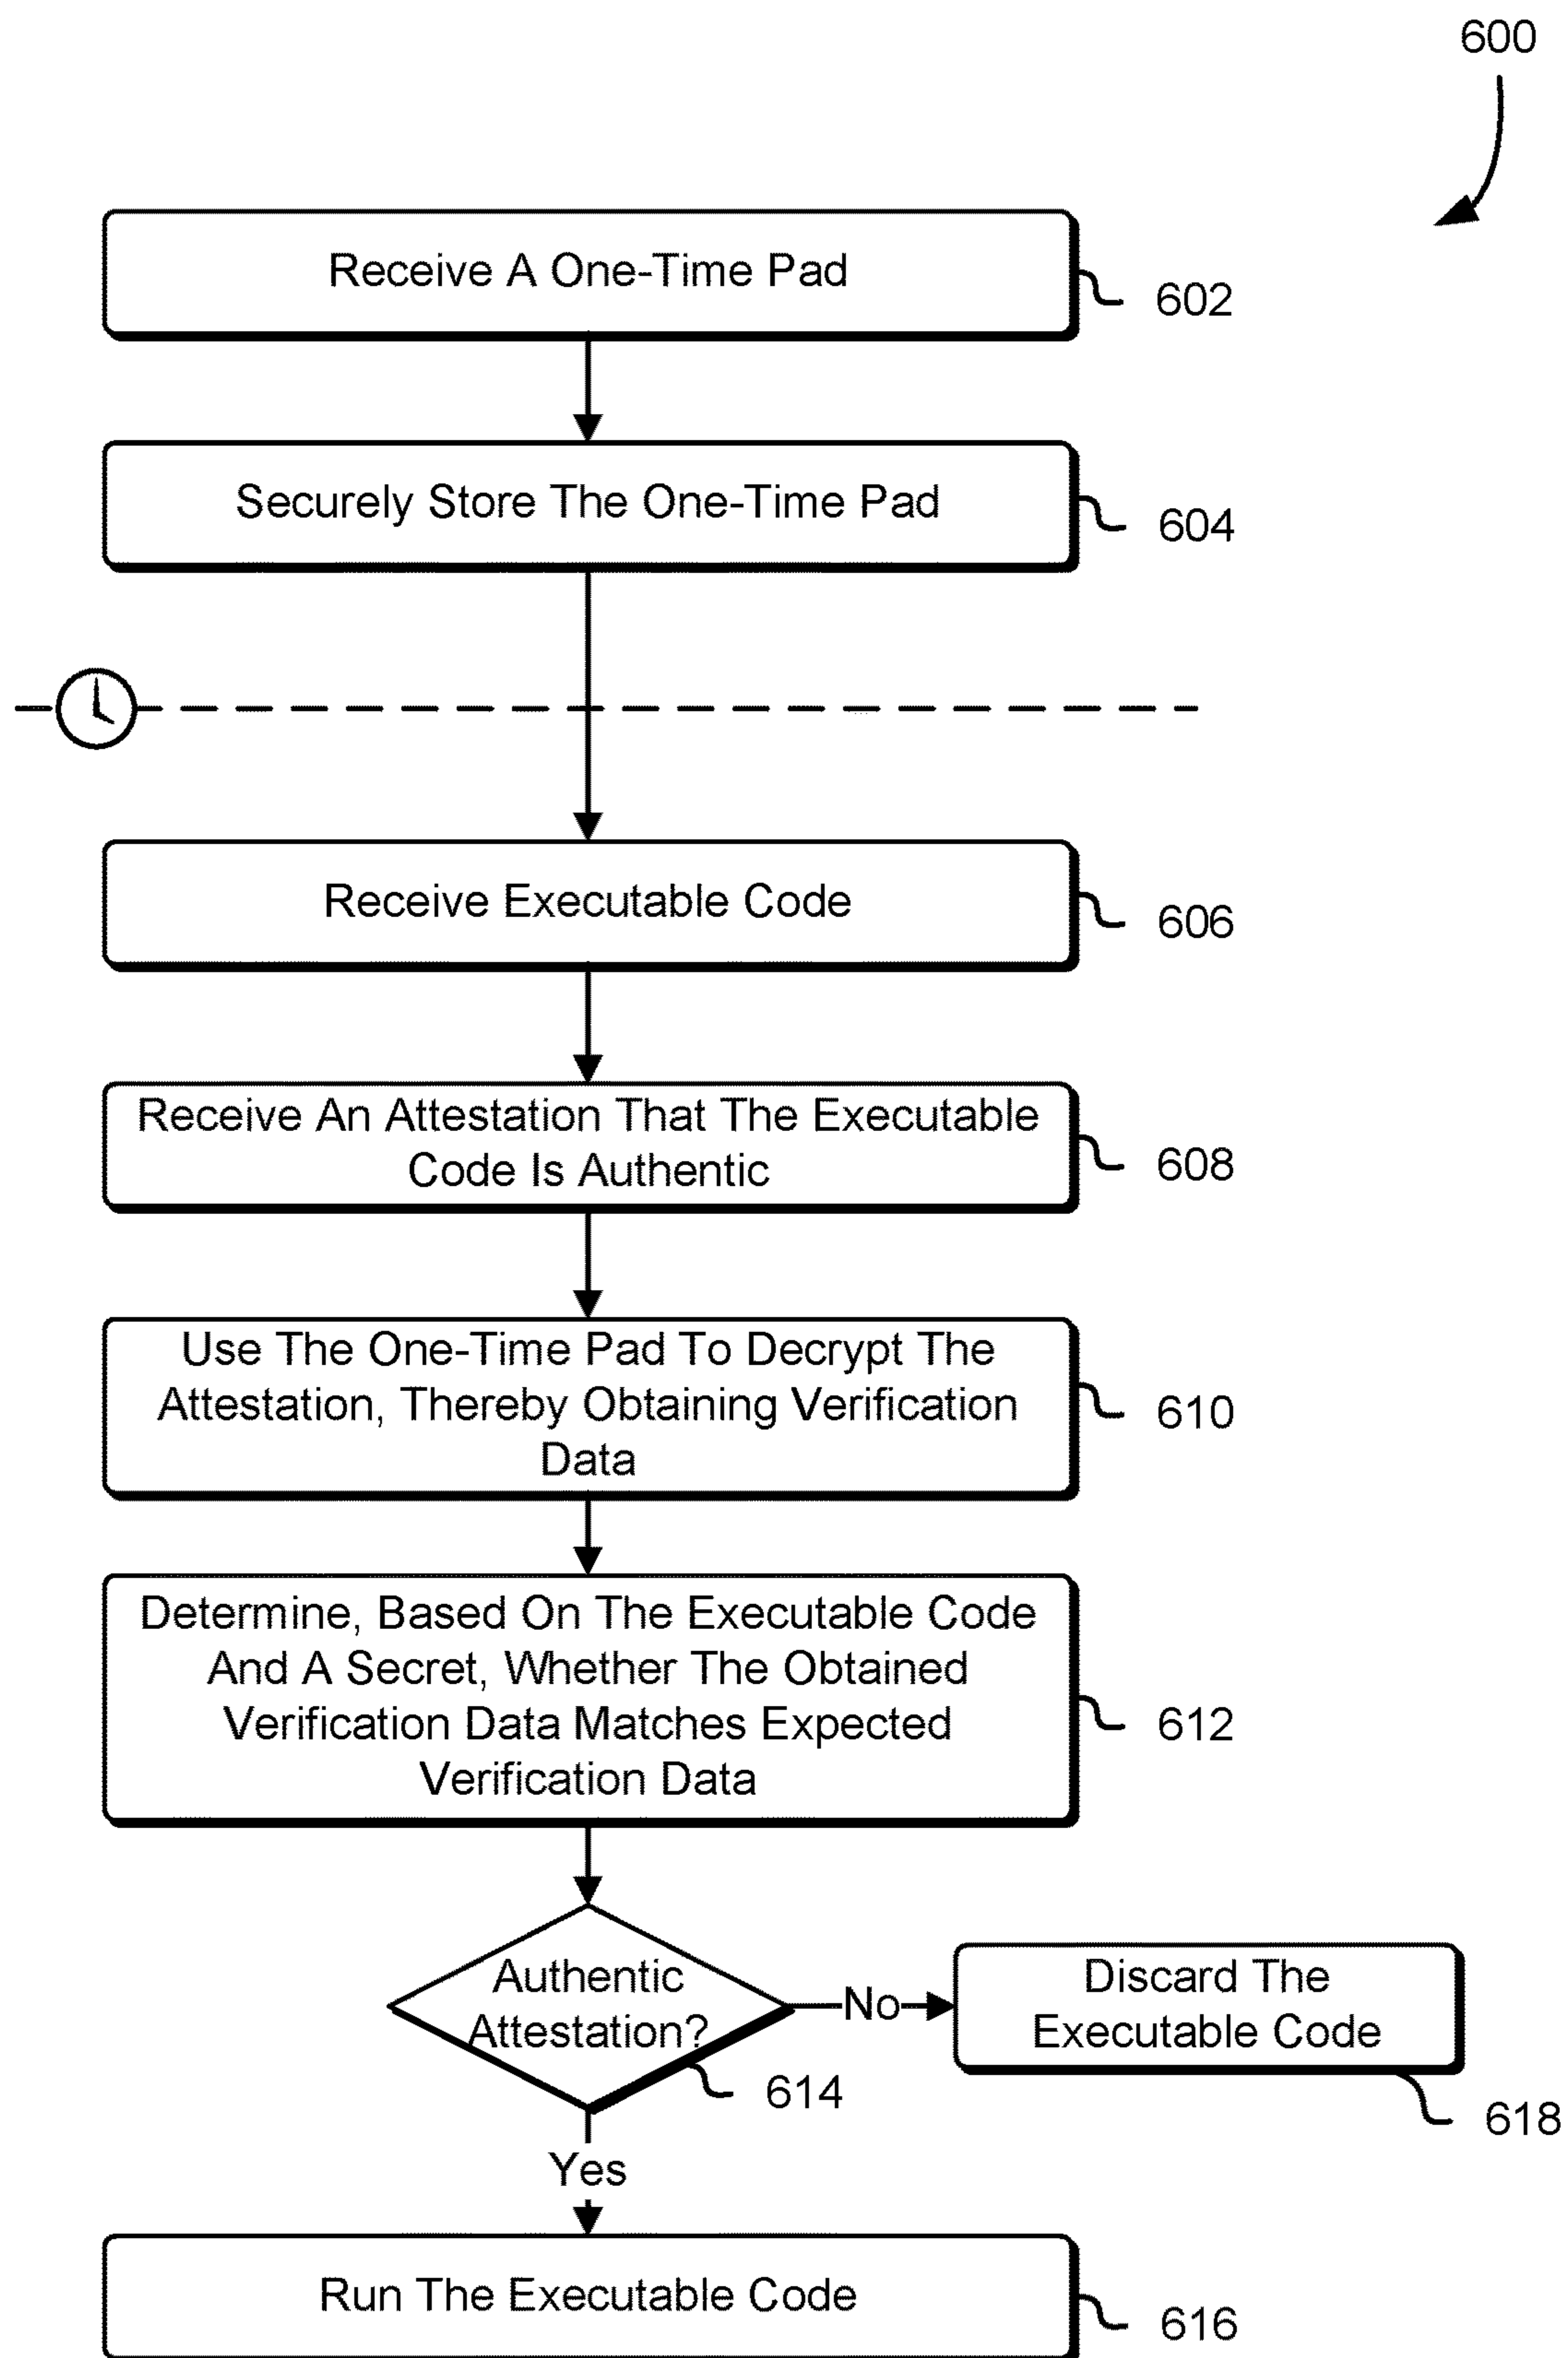 600
Receive A One-Time Pad
602
Securely Store The One-Time Pad
604
Receive Executable Code
606
Receive An Attestation That The Executable
Code Is Authentic
608
Use The One-Time Pad To Decrypt The
Attestation, Thereby Obtaining Verification
Data
610
Determine, Based On The Executable Code
And A Secret, Whether The Obtained
Verification Data Matches Expected
Verification Data
612
Authentic
Attestation?
614
No
Discard The
Executable Code
618
Yes
Run The Executable Code
616